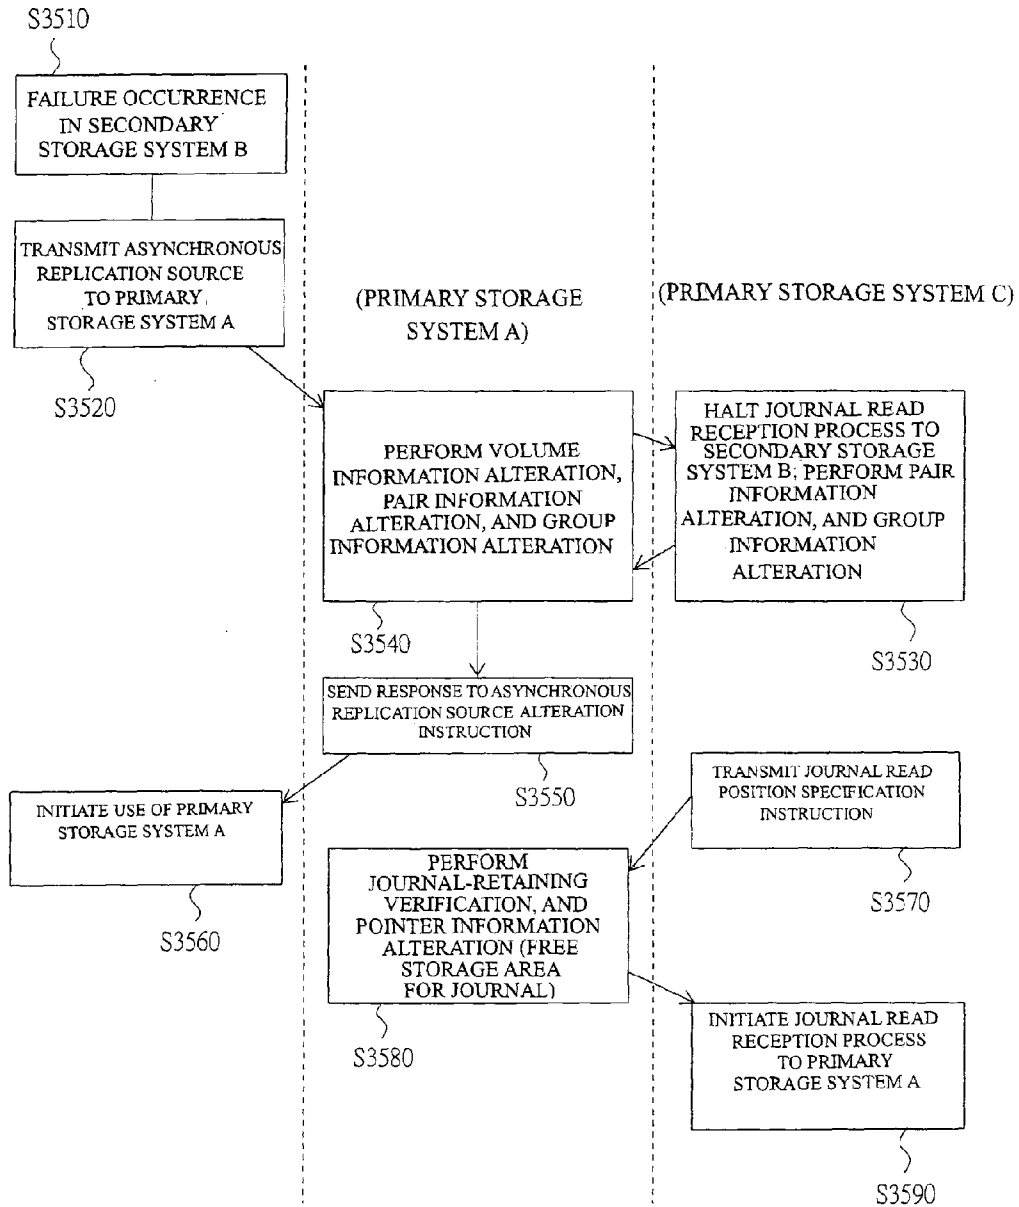 S3510
FAILURE OCCURRENCE
IN SECONDARY
STORAGE SYSTEM B
TRANSMIT ASYNCHRONOUS
REPLICATION SOURCE
TO PRIMARY
STORAGE SYSTEM A
S3520
(PRIMARY STORAGE
SYSTEM A)
(PRIMARY STORAGE SYSTEM C)
PERFORM VOLUME
INFORMATION ALTERATION,
PAIR INFORMATION
ALTERATION, AND GROUP
INFORMATION ALTERATION
S3540
HALT JOURNAL READ
RECEPTION PROCESS TO
SECONDARY STORAGE
SYSTEM B; PERFORM PAIR
INFORMATION
ALTERATION, AND GROUP
INFORMATION
ALTERATION
S3530
SEND RESPONSE TO ASYNCHRONOUS
REPLICATION SOURCE ALTERATION
INSTRUCTION
S3550
INITIATE USE OF PRIMARY
STORAGE SYSTEM A
S3560
TRANSMIT JOURNAL READ
POSITION SPECIFICATION
INSTRUCTION
S3570
PERFORM
JOURNAL-RETAINING
VERIFICATION, AND
POINTER INFORMATION
ALTERATION (FREE
STORAGE AREA
FOR JOURNAL)
S3580
INITIATE JOURNAL READ
RECEPTION PROCESS
TO PRIMARY
STORAGE SYSTEM A
S3590